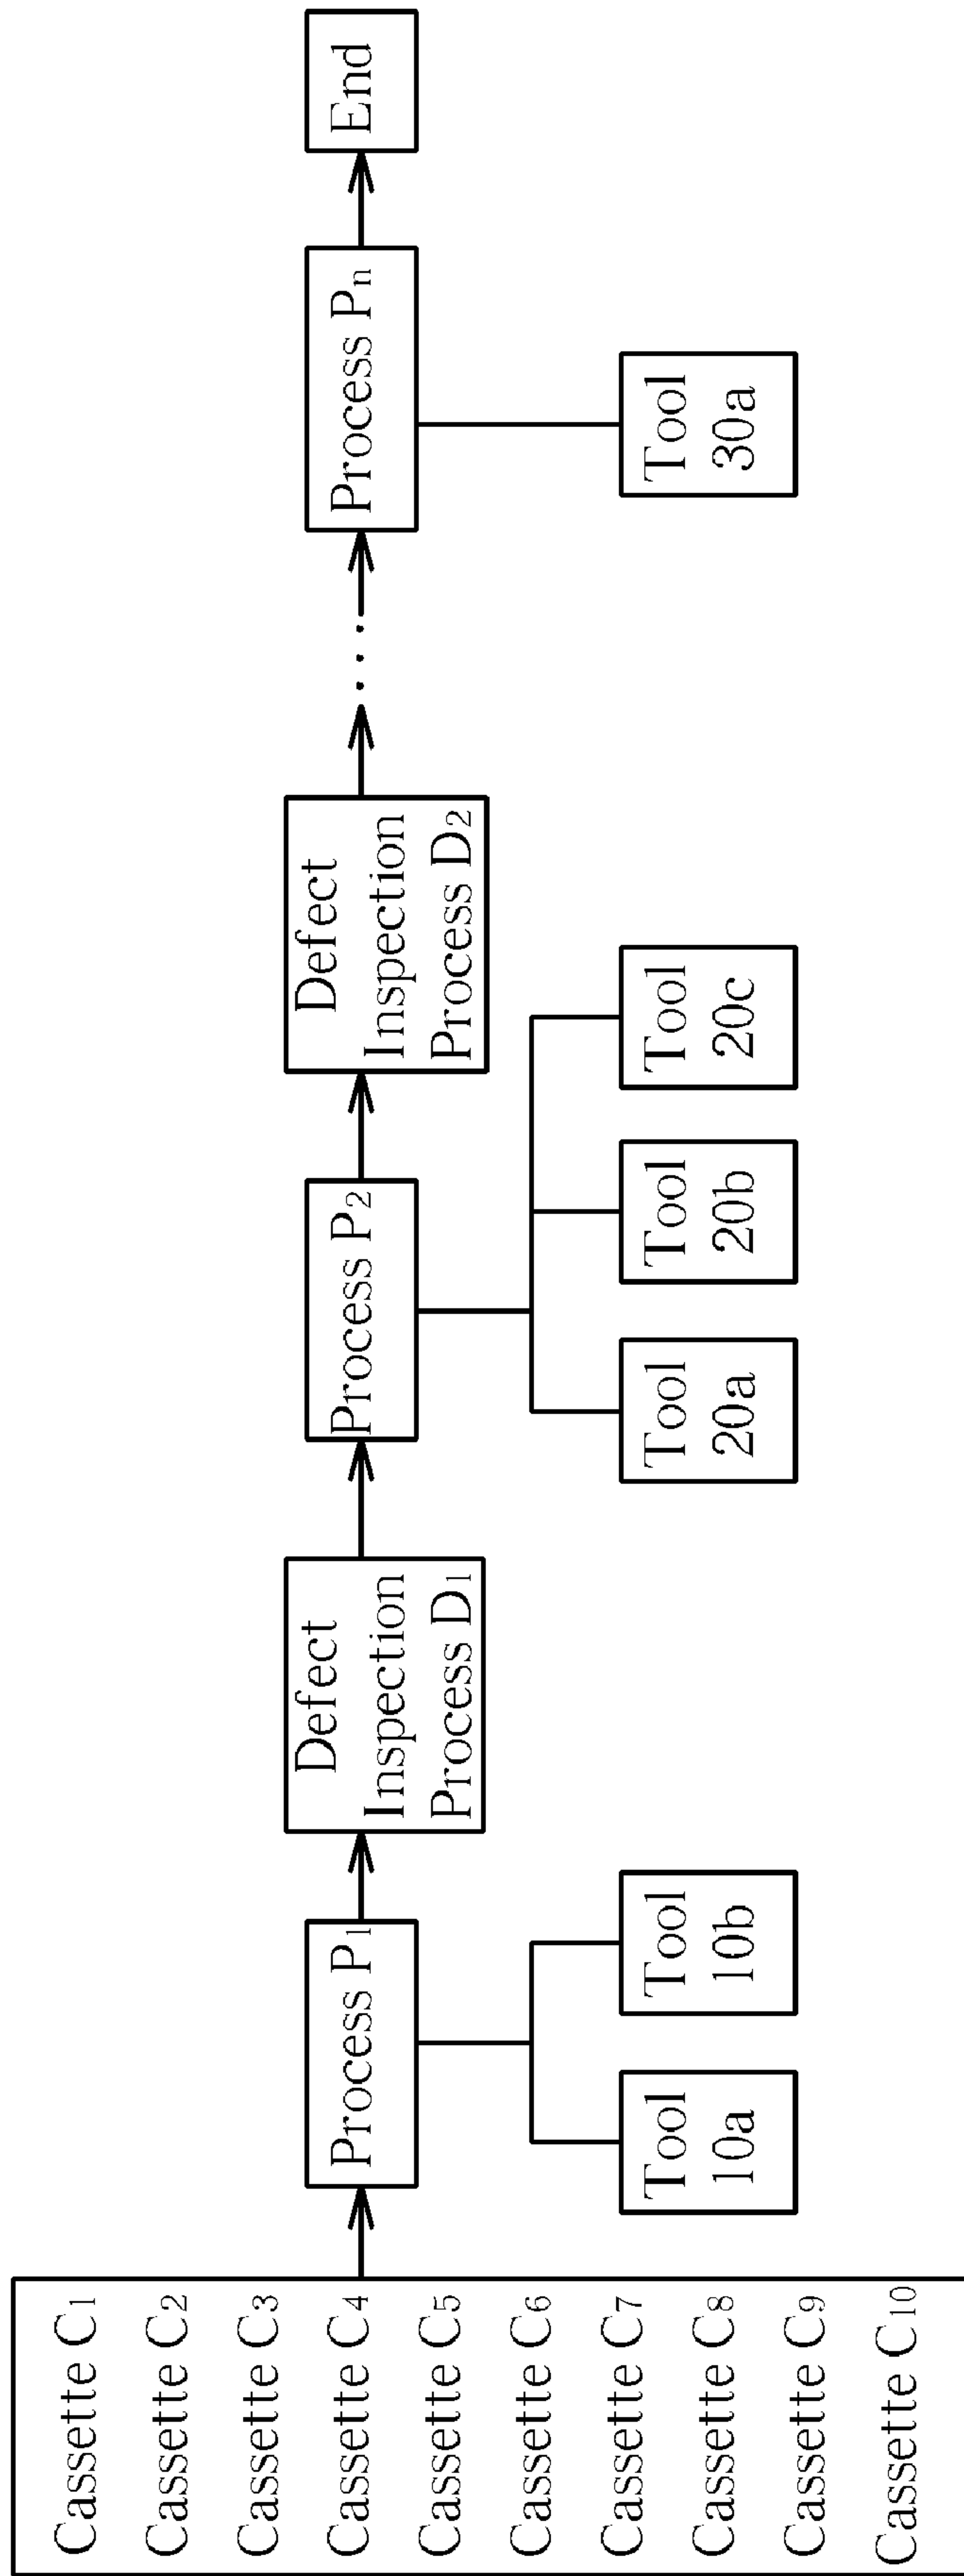 Cassette C1
Cassette C2
Cassette C3
Cassette C4
Cassette C5
Cassette C6
Cassette C7
Cassette C8
Cassette C9
Cassette C10
Process P1
Tool
10a
Tool
10b
Defect
Inspection
Process D1
Process P2
Tool
20a
Tool
20b
Tool
20c
Defect
Inspection
Process D2
...
Process Pn
Tool
30a
End